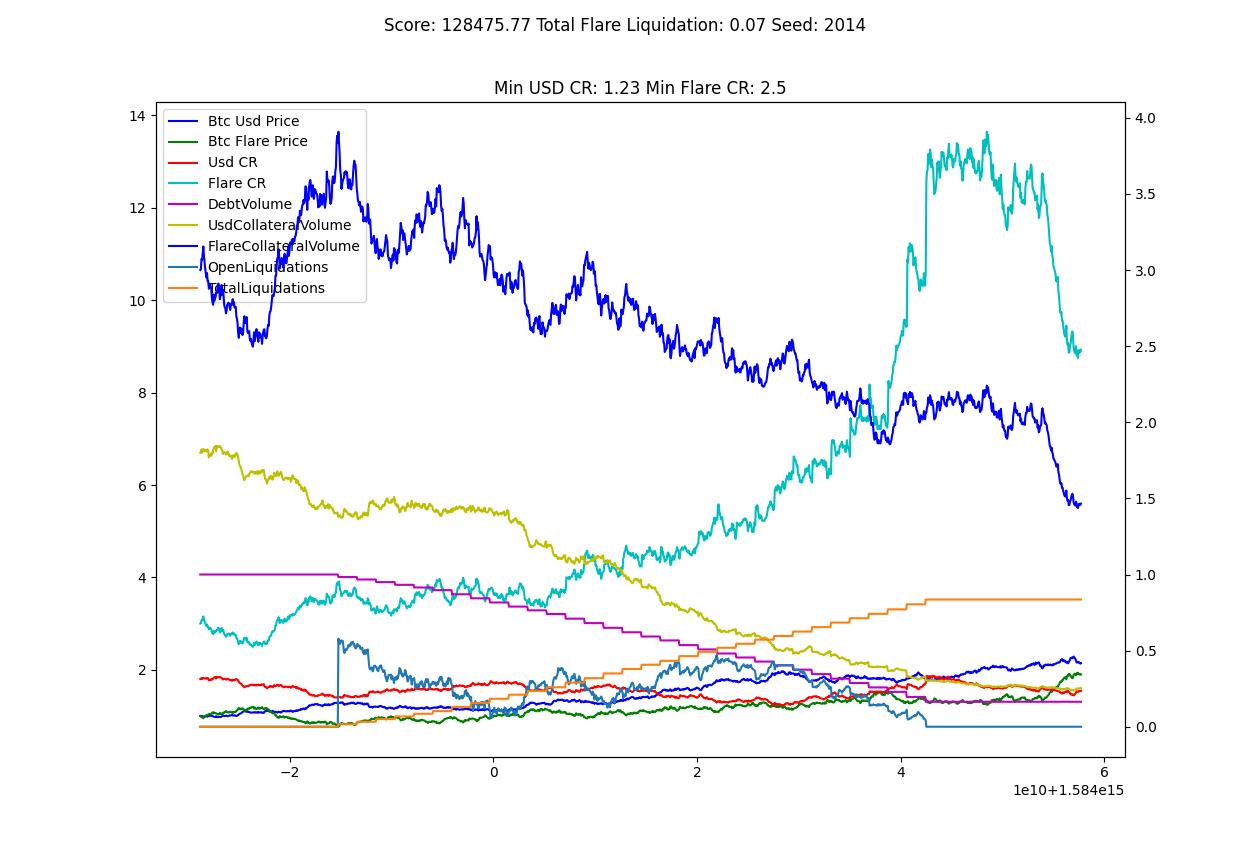 Score: 128475.77 Total Flare Liquidation: 0.07 Seed: 2014
Min USD CR: 1.23 Min Flare CR: 2.5
Btc Usd Price
Btc Flare Price
Usd CR
Flare CR
DebtVolume
UsdCollateralVolume
FlareCollateralVolume
OpenLiquidations
TotalLiquidations
14
12
10
8
6
4
2
4.0
3.5
3.0
2.5
2.0
1.5
1.0
0.5
0.0
−2
0
2
4
6
1e10+1.584e15